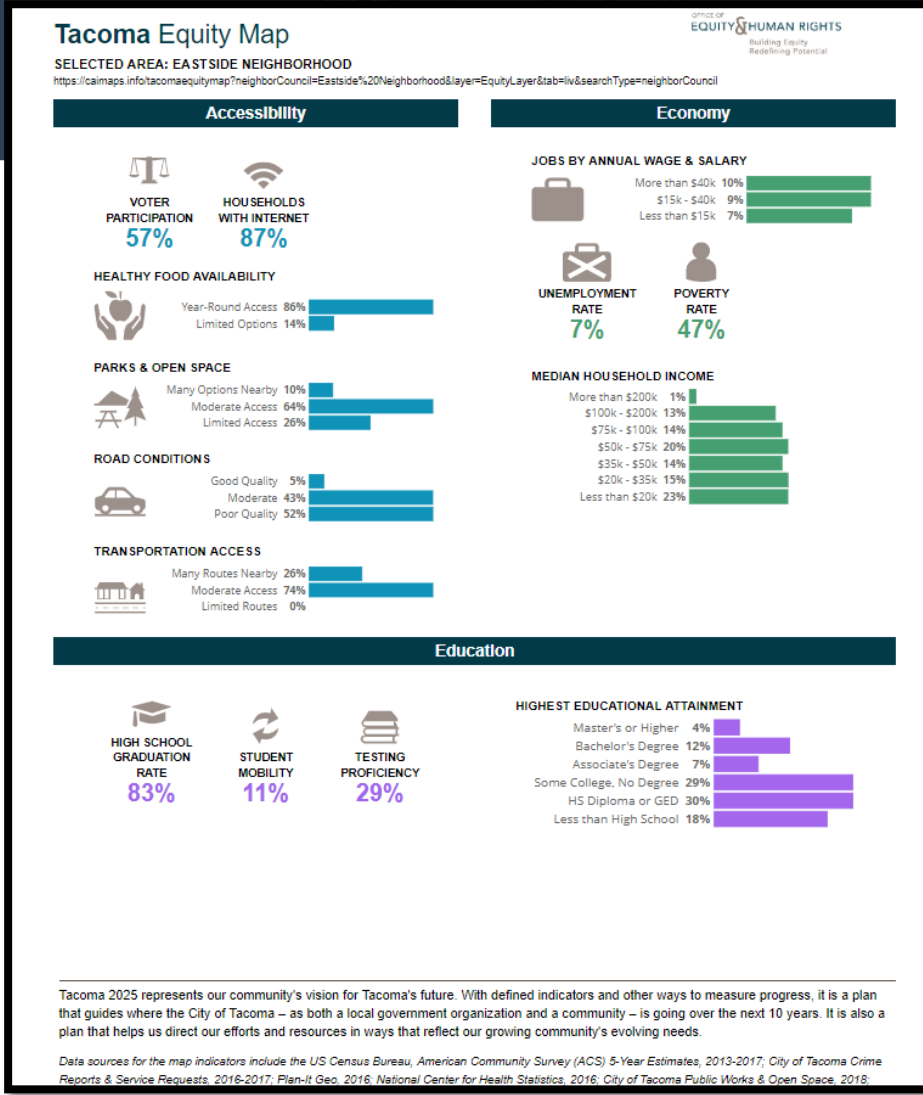 Tacoma Equity Map
OFFICE OF
EQUITY & HUMAN RIGHTS
Building Equity
Redefining Potential
SELECTED AREA: EASTSIDE NEIGHBORHOOD
https://caimaps.info/tacomaequitymap?neighborCouncil=Eastside%20Neighborhood&layer=EquityLayer&tab=liv&searchType=neighborCouncil
Accessibility
VOTER
PARTICIPATION
57%
HOUSEHOLDS
WITH INTERNET
87%
HEALTHY FOOD AVAILABILITY
Year-Round Access 86%
Limited Options 14%
PARKS & OPEN SPACE
Many Options Nearby 10%
Moderate Access 64%
Limited Access 26%
ROAD CONDITIONS
Good Quality 5%
Moderate 43%
Poor Quality 52%
TRANSPORTATION ACCESS
Many Routes Nearby 26%
Moderate Access 74%
Limited Routes 0%
Economy
JOBS BY ANNUAL WAGE & SALARY
More than $40k 10%
$15k - $40k 9%
Less than $15k 7%
UNEMPLOYMENT
RATE
7%
POVERTY
RATE
47%
MEDIAN HOUSEHOLD INCOME
More than $200k 1%
$100k - $200k 13%
$75k - $100k 14%
$50k - $75k 20%
$35k - $50k 14%
$20k - $35k 15%
Less than $20k 23%
Education
HIGH SCHOOL
GRADUATION
RATE
83%
STUDENT
MOBILITY
11%
TESTING
PROFICIENCY
29%
HIGHEST EDUCATIONAL ATTAINMENT
Master's or Higher 4%
Bachelor's Degree 12%
Associate's Degree 7%
Some College, No Degree 29%
HS Diploma or GED 30%
Less than High School 18%
Tacoma 2025 represents our community's vision for Tacoma's future. With defined indicators and other ways to measure progress, it is a plan
that guides where the City of Tacoma – as both a local government organization and a community – is going over the next 10 years. It is also a
plan that helps us direct our efforts and resources in ways that reflect our growing community's evolving needs.
Data sources for the map indicators include the US Census Bureau, American Community Survey (ACS) 5-Year Estimates, 2013-2017; City of Tacoma Crime
Reports & Service Requests, 2016-2017; Plan-It Geo, 2016; National Center for Health Statistics, 2016; City of Tacoma Public Works & Open Space, 2018;